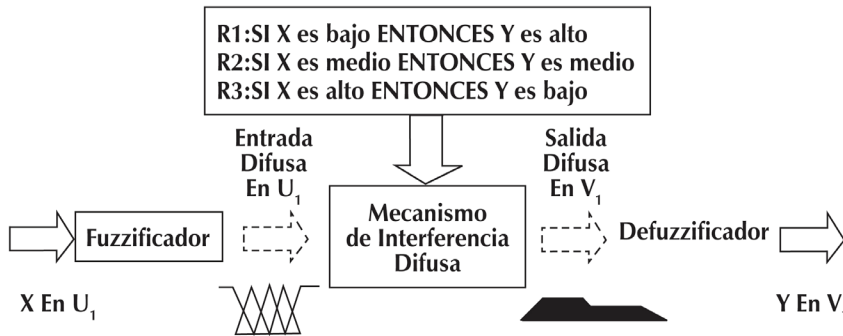 R1:SI X es bajo ENTONCES Y es alto
R2:SI X es medio ENTONCES Y es medio
R3:SI X es alto ENTONCES Y es bajo
Entrada
Difusa
En U₁
Salida
Difusa
En V₁
Fuzzificador
Mecanismo
de Interferencia
Difusa
Defuzzificador
X En U₁
Y En V